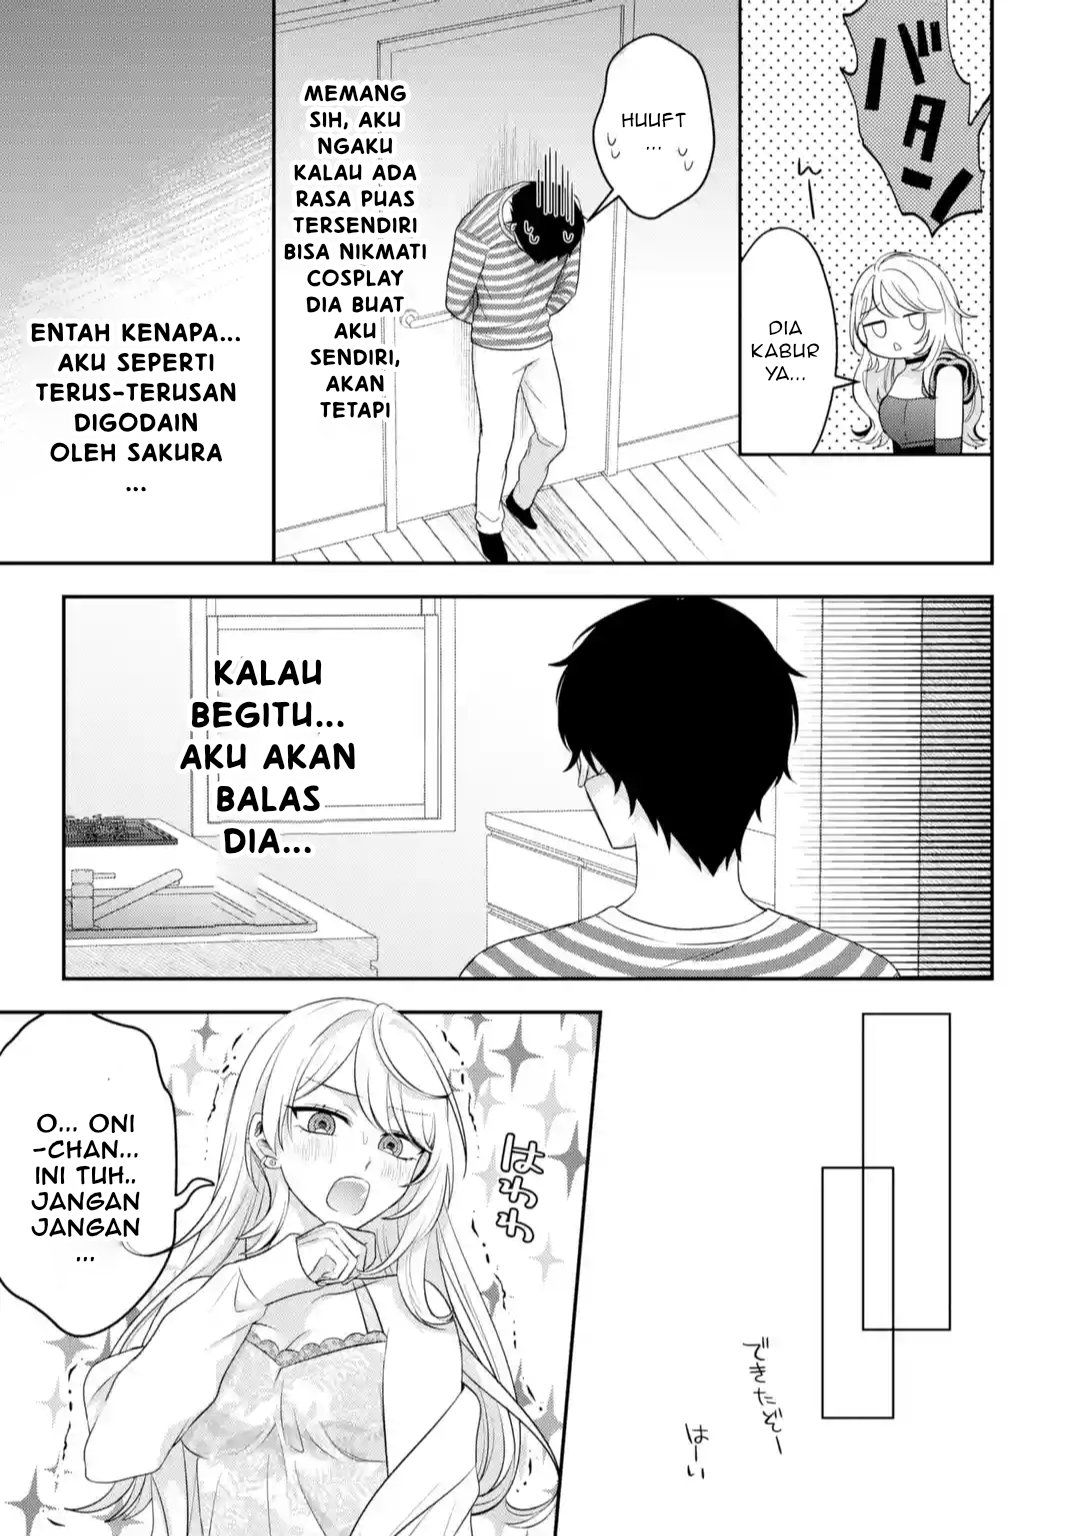 バタン
んー
DIA
KABUR
YA...
HUUFT
...
MEMANG
SIH, AKU
NGAKU
KALAU ADA
RASA PUAS
TERSENDIRI
BISA NIKMATI
COSPLAY
DIA BUAT
AKU
SENDIRI,
AKAN
TETAPI
ENTAH KENAPA...
AKU SEPERTI
TERUS-TERUSAN
DIGODAIN
OLEH SAKURA
...
KALAU
BEGITU...
AKU AKAN
BALAS
DIA...
できたぞー
はーい
はわわ
O... ONI
-CHAN...
INI TUH..
JANGAN
JANGAN
...